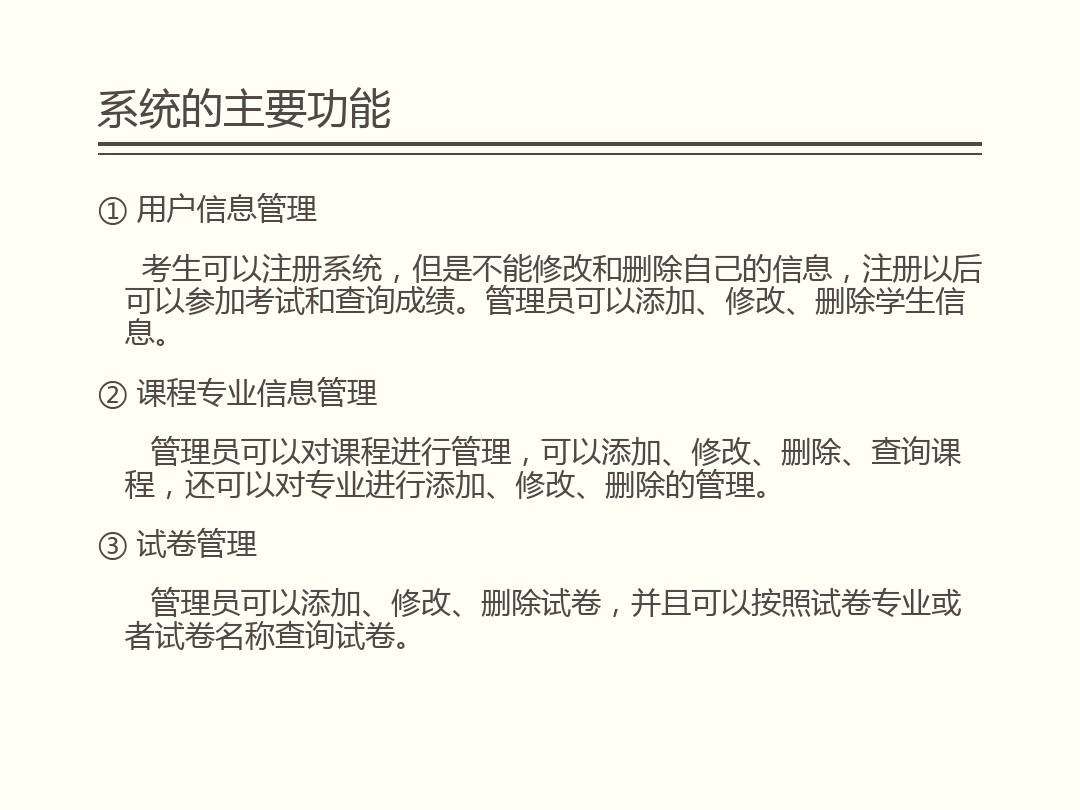 系统的主要功能
① 用户信息管理
考生可以注册系统，但是不能修改和删除自己的信息，注册以后
可以参加考试和查询成绩。管理员可以添加、修改、删除学生信
息。
② 课程专业信息管理
管理员可以对课程进行管理，可以添加、修改、删除、查询课
程，还可以对专业进行添加、修改、删除的管理。
③ 试卷管理
管理员可以添加、修改、删除试卷，并且可以按照试卷专业或
者试卷名称查询试卷。